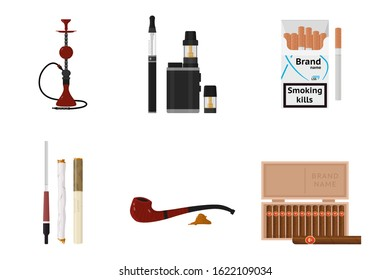 Brand
name
Smoking
kills
BRAND
NAME
shutterstock.com · 1622109034